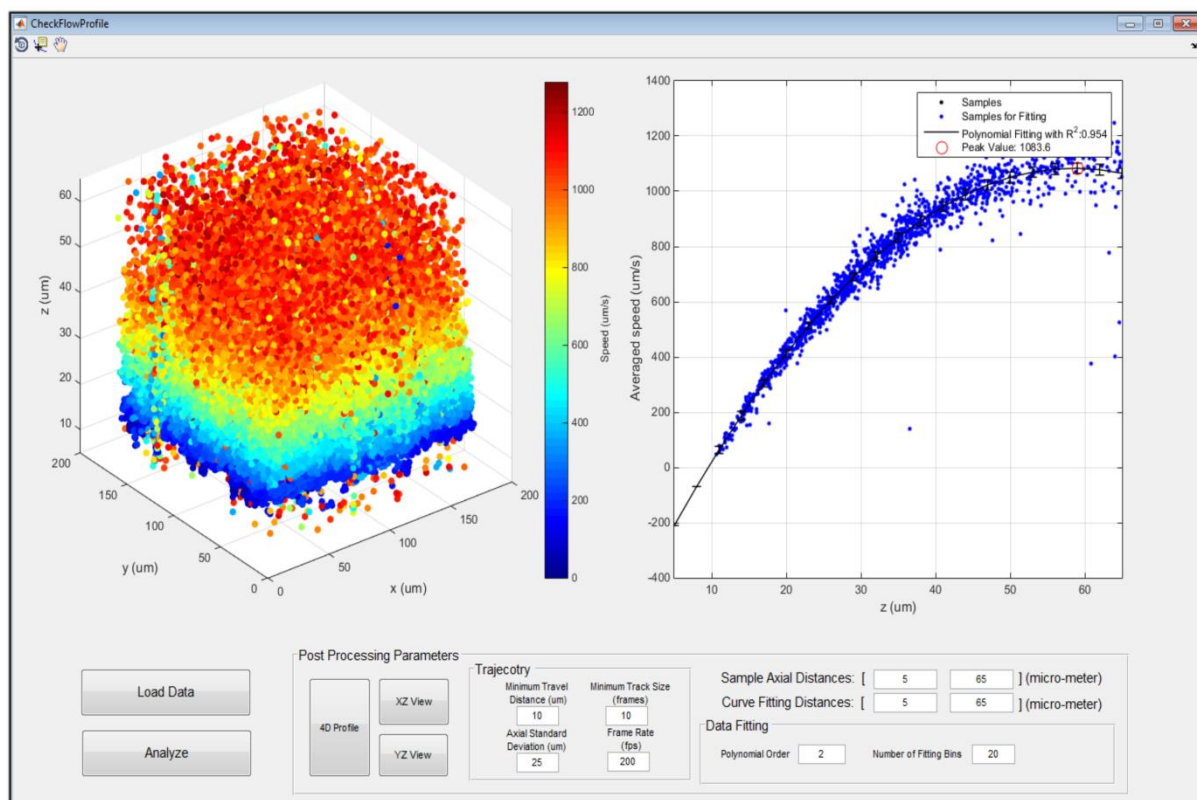 CheckFlowProfile
60
50
40
30
20
10
z (um)
200
150
100
50
0
y (um)
0
50
100
150
200
x (um)
1200
1000
800
600
400
200
0
Speed (um/s)
1400
1200
1000
800
600
400
200
0
-200
-400
Averaged speed (um/s)
10
20
30
40
50
60
z (um)
Samples
Samples for Fitting
Polynomial Fitting with R²:0.954
Peak Value: 1083.6
Load Data
Analyze
Post Processing Parameters
4D Profile
XZ View
YZ View
Trajecotry
Minimum Travel
Distance (um)
10
Minimum Track Size
(frames)
10
Axial Standard
Deviation (um)
25
Frame Rate
(fps)
200
Sample Axial Distances: [ 5 65 ] (micro-meter)
Curve Fitting Distances: [ 5 65 ] (micro-meter)
Data Fitting
Polynomial Order 2 Number of Fitting Bins 20